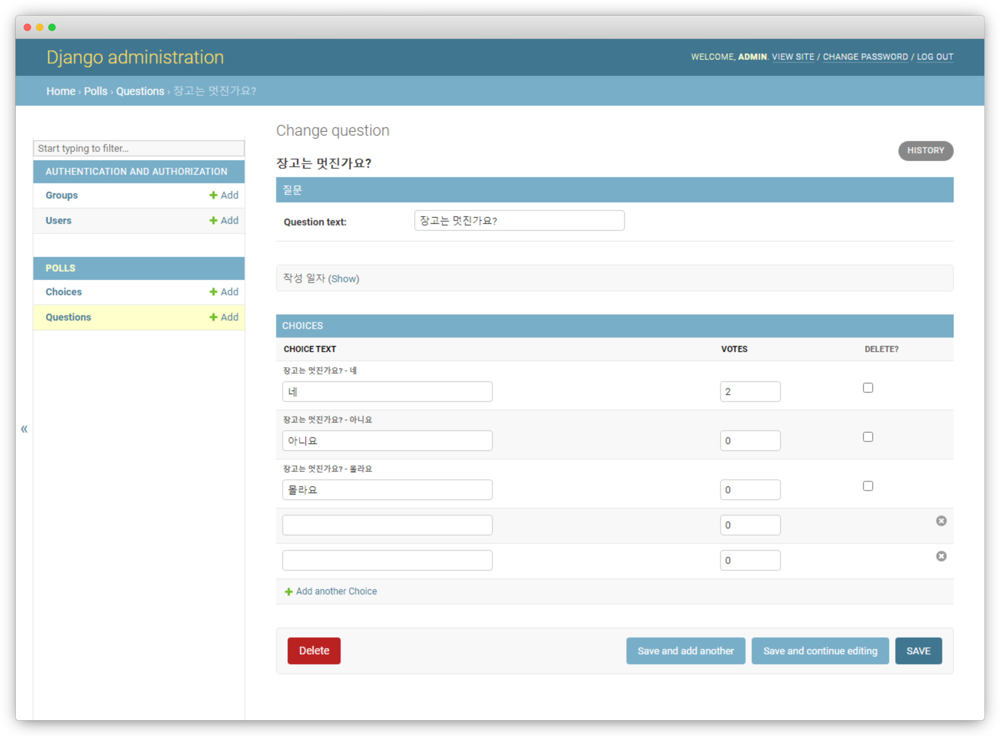 Django administration
WELCOME, ADMIN. VIEW SITE / CHANGE PASSWORD / LOG OUT
Home › Polls › Questions › 장고는 멋진가요?
Start typing to filter...
AUTHENTICATION AND AUTHORIZATION
Groups + Add
Users + Add
POLLS
Choices + Add
Questions + Add
«
Change question
HISTORY
장고는 멋진가요?
질문
Question text: 장고는 멋진가요?
작성 일자 (Show)
CHOICES
CHOICE TEXT VOTES DELETE?
장고는 멋진가요? - 네
네 2
장고는 멋진가요? - 아니요
아니요 0
장고는 멋진가요? - 몰라요
몰라요 0
0
0
+ Add another Choice
Delete Save and add another Save and continue editing SAVE